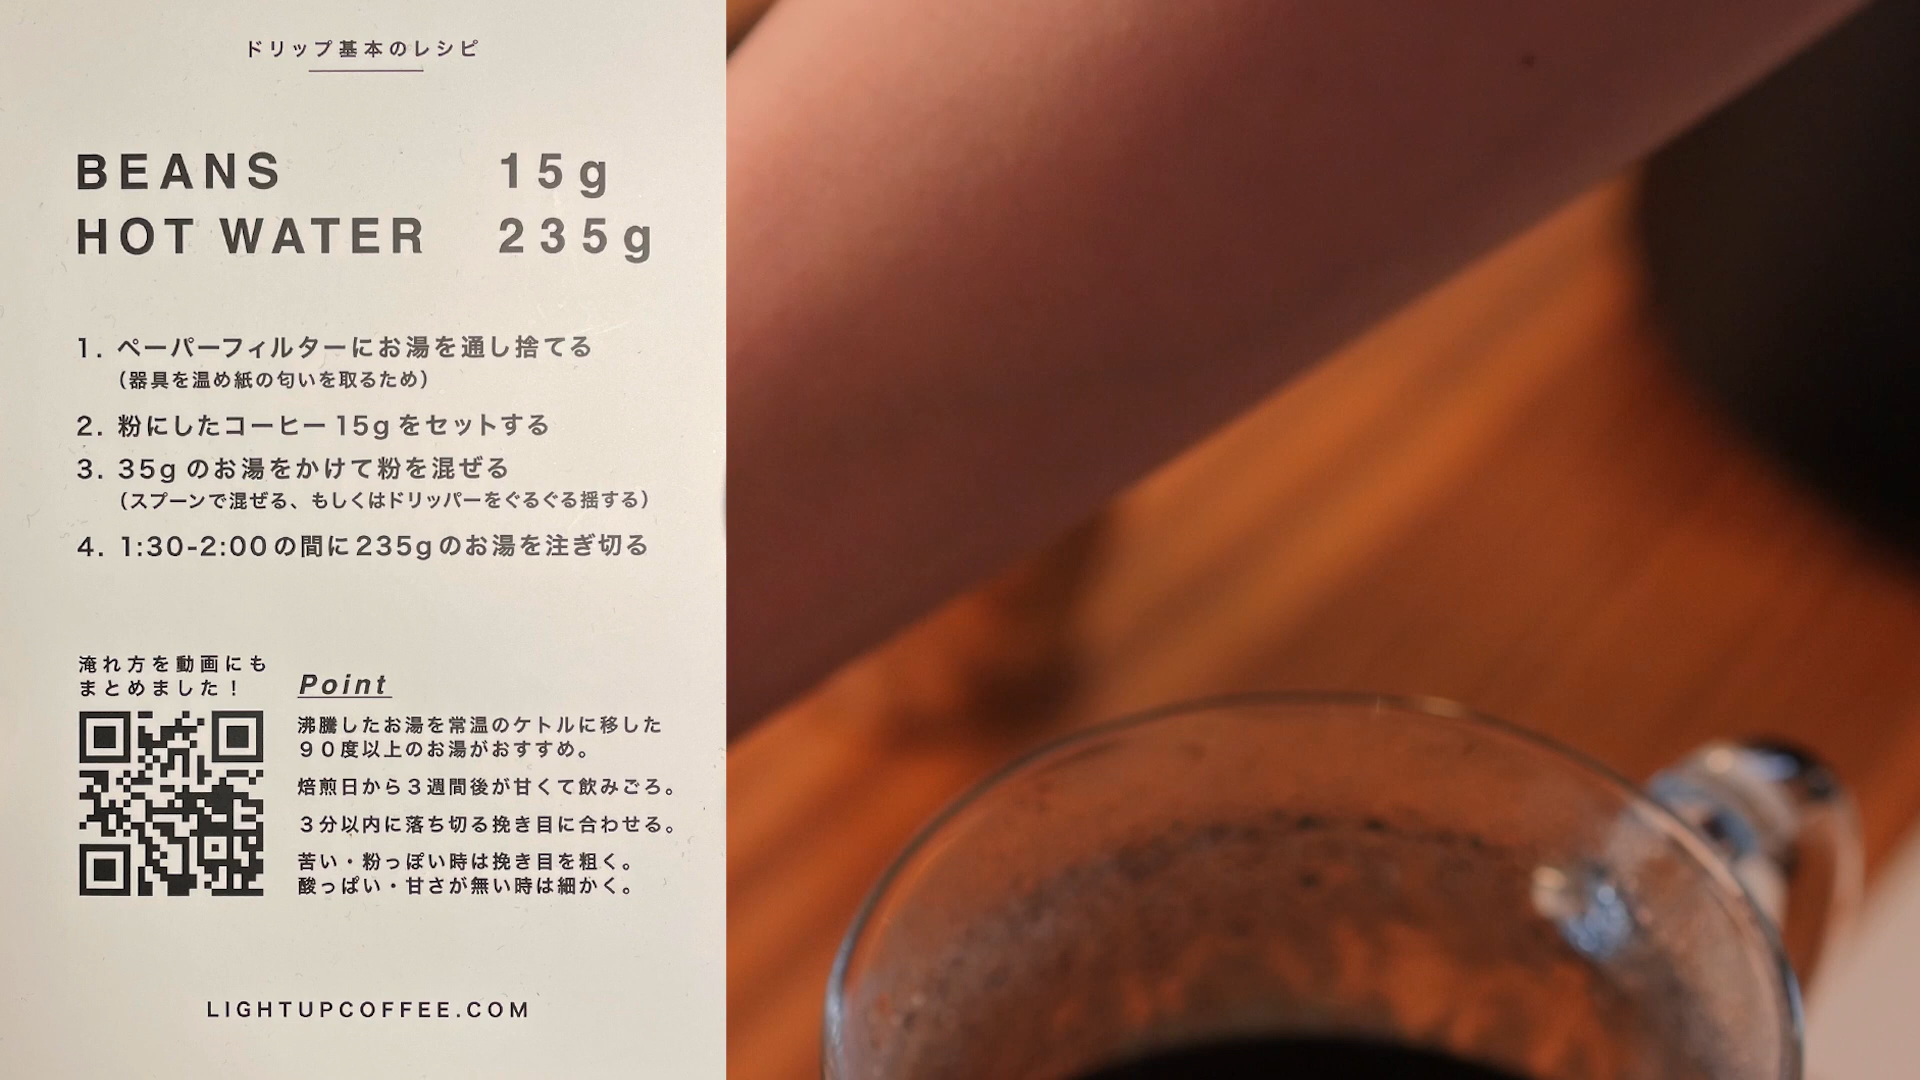 ドリップ基本のレシピ
BEANS 15g
HOT WATER 235g
1. ペーパーフィルターにお湯を通し捨てる
（器具を温め紙の匂いを取るため）
2. 粉にしたコーヒー 15g をセットする
3. 35g のお湯をかけて粉を混ぜる
（スプーンで混ぜる、もしくはドリッパーをぐるぐる揺する）
4. 1:30-2:00の間に235gのお湯を注ぎ切る
淹れ方を動画にも
まとめました！
Point
沸騰したお湯を常温のケトルに移した
９０度以上のお湯がおすすめ。
焙煎日から３週間後が甘くて飲みごろ。
３分以内に落ち切る挽き目に合わせる。
苦い・粉っぽい時は挽き目を粗く。
酸っぱい・甘さが無い時は細かく。
LIGHTUPCOFFEE.COM